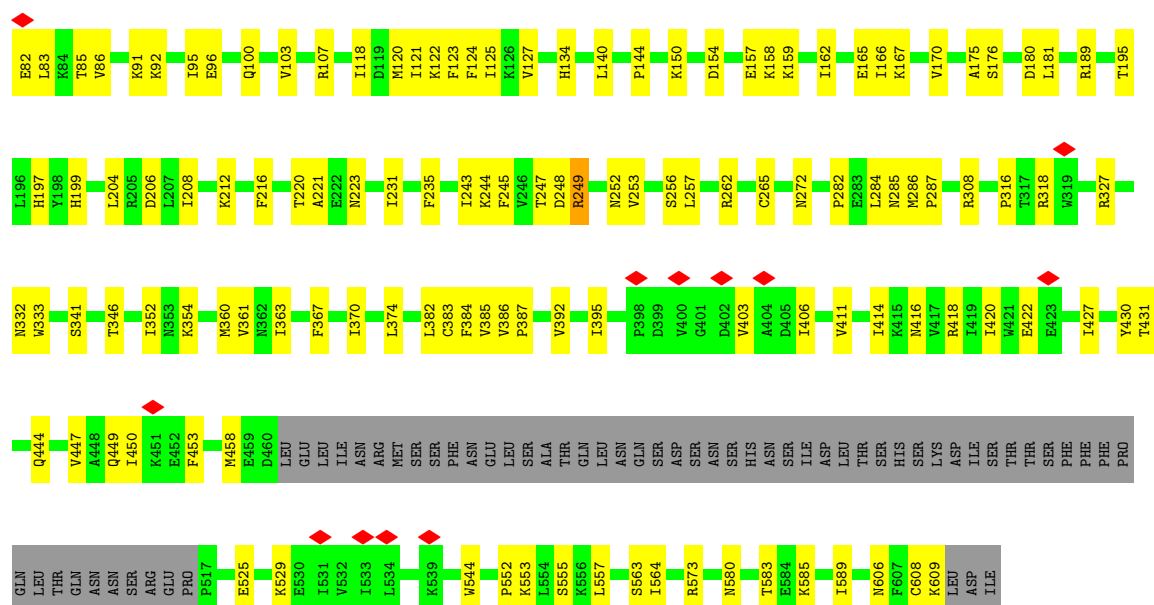 E82 L83 K84 T85 V86 K91 K92 I95 E96 Q100 V103 R107 I118 D119 M120 I121 K122 F123 F124 I125 K126 V127 H134 L140 P144 K150 D154 E157 K158 K159 I162 E165 I166 K167 V170 A175 S176 D180 L181 R189 T195
L196 H197 Y198 H199 L204 R205 D206 L207 I208 K212 F216 T220 A221 E222 N223 I231 F235 I243 K244 F245 V246 T247 D248 R249 N252 V253 S256 L257 R262 C265 N272 P282 E283 L284 N285 M286 P287 R308 P316 T317 R318 W319 R327
N332 W333 S341 T346 I352 N353 K354 M360 V361 N362 I363 F367 I370 L374 L382 C383 F384 V385 V386 P387 V392 I395 P398 D399 V400 G401 D402 V403 A404 D405 I406 V411 I414 K415 N416 V417 R418 I419 I420 W421 E422 E423 I427 Y430 T431
Q444 V447 A448 Q449 I450 K451 E452 F453 M458 E459 D460 LEU GLU LEU ILE ASN ARG MET SER SER PHE ASN GLU LEU SER ALA THR GLN LEU ASN GLN SER ASP SER ASN SER HIS ASN SER ILE ASP LEU THR SER HIS SER LYS ASP ILE SER THR THR SER PHE PHE PHE PRO
GLN LEU THR GLN ASN ASN SER ARG GLU PRO P517 E525 K529 E530 I531 V532 I533 L534 K539 W544 P552 K553 L554 S555 K556 L557 S563 I564 R573 N580 T583 E584 K585 I589 N606 F607 C608 K609 LEU ASP ILE